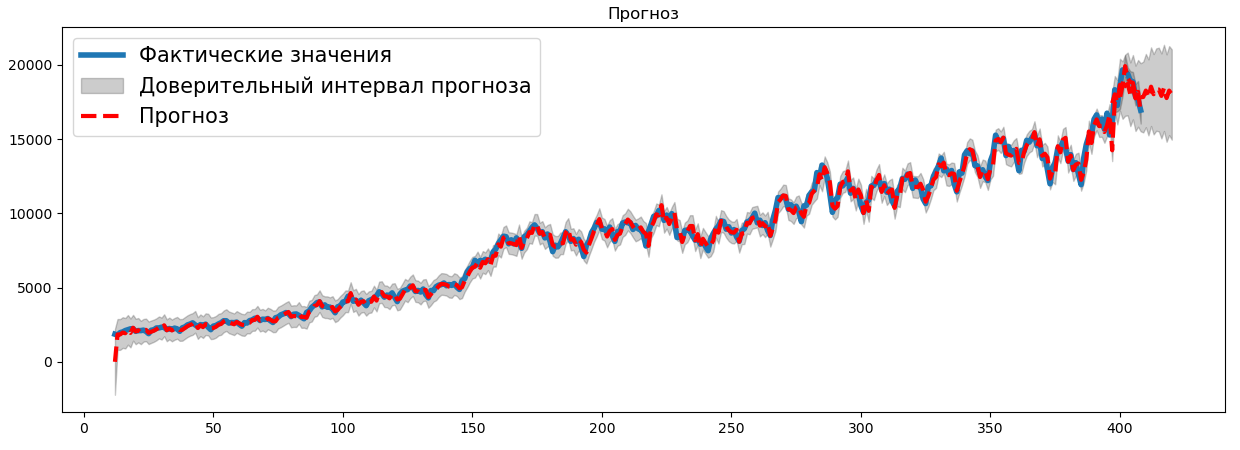 Прогноз
Фактические значения
Доверительный интервал прогноза
Прогноз
20000
15000
10000
5000
0
0 50 100 150 200 250 300 350 400